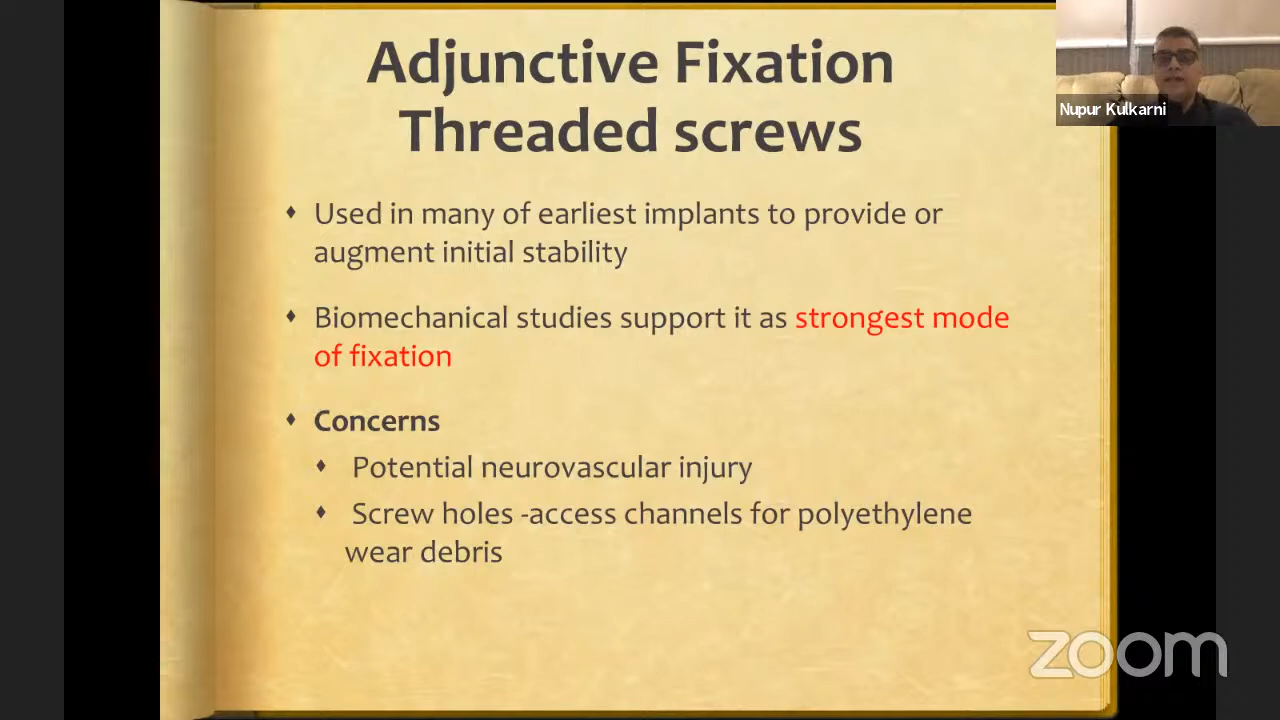 Adjunctive Fixation
Threaded screws
Nupur Kulkarni
Used in many of earliest implants to provide or
augment initial stability
Biomechanical studies support it as strongest mode
of fixation
Concerns
Potential neurovascular injury
Screw holes -access channels for polyethylene
wear debris
zoom